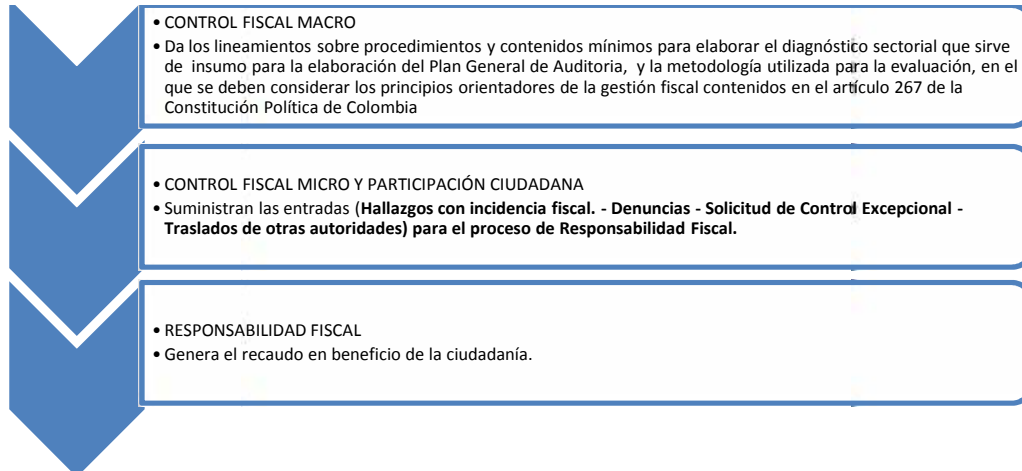 • CONTROL FISCAL MACRO
• Da los lineamientos sobre procedimientos y contenidos mínimos para elaborar el diagnóstico sectorial que sirve
de insumo para la elaboración del Plan General de Auditoria, y la metodología utilizada para la evaluación, en el
que se deben considerar los principios orientadores de la gestión fiscal contenidos en el artículo 267 de la
Constitución Política de Colombia
• CONTROL FISCAL MICRO Y PARTICIPACIÓN CIUDADANA
• Suministran las entradas (Hallazgos con incidencia fiscal. - Denuncias - Solicitud de Control Excepcional -
Traslados de otras autoridades) para el proceso de Responsabilidad Fiscal.
• RESPONSABILIDAD FISCAL
• Genera el recaudo en beneficio de la ciudadanía.